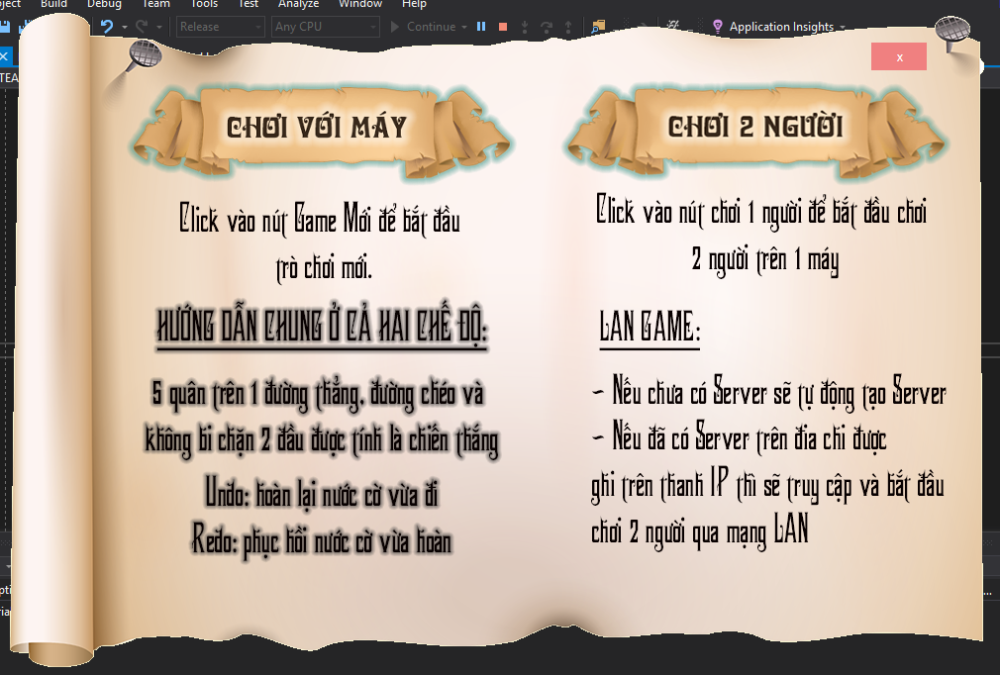 oject Build Debug Team Tools Test Analyze Window Help
Release Any CPU Continue Application Insights
x
TEA
CHƠI VỚI MÁY
Click vào nút Game Mới để bắt đầu
trò chơi mới.
HƯỚNG DẪN CHUNG Ở CẢ HAI CHẾ ĐỘ:
5 quân trên 1 đường thẳng, đường chéo và
không bi chặn 2 đầu được tính là chiến thắng
Undo: hoàn lại nước cờ vừa đi
Redo: phục hồi nước cờ vừa hoàn
CHƠI 2 NGƯỜI
Click vào nút chơi 1 người để bắt đầu chơi
2 người trên 1 máy
LAN GAME:
- Nếu chưa có Server sẽ tự động tạo Server
- Nếu đã có Server trên đia chi được
ghi trên thanh IP thì sẽ truy cập và bắt đầu
chơi 2 người qua mạng LAN